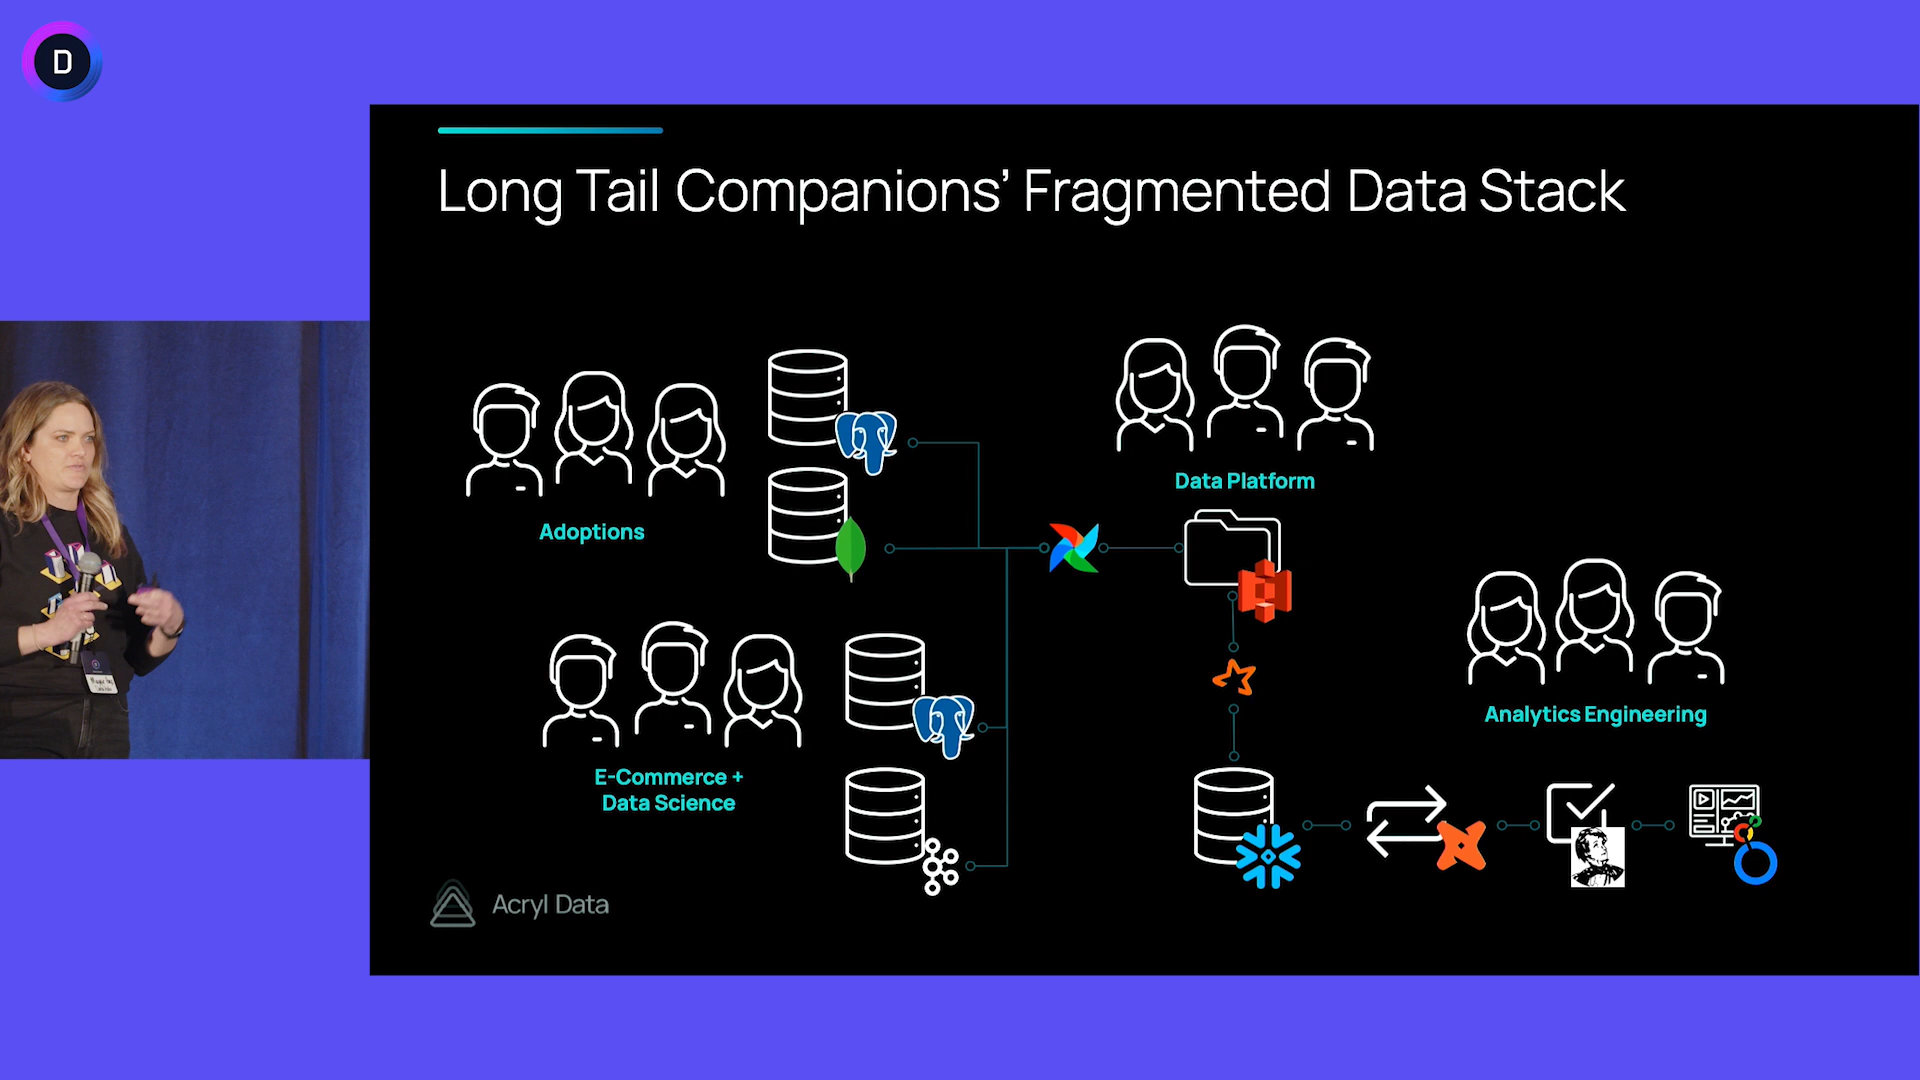 D
Long Tail Companions’ Fragmented Data Stack
Adoptions
Data Platform
Analytics Engineering
E-Commerce +
Data Science
Acryl Data